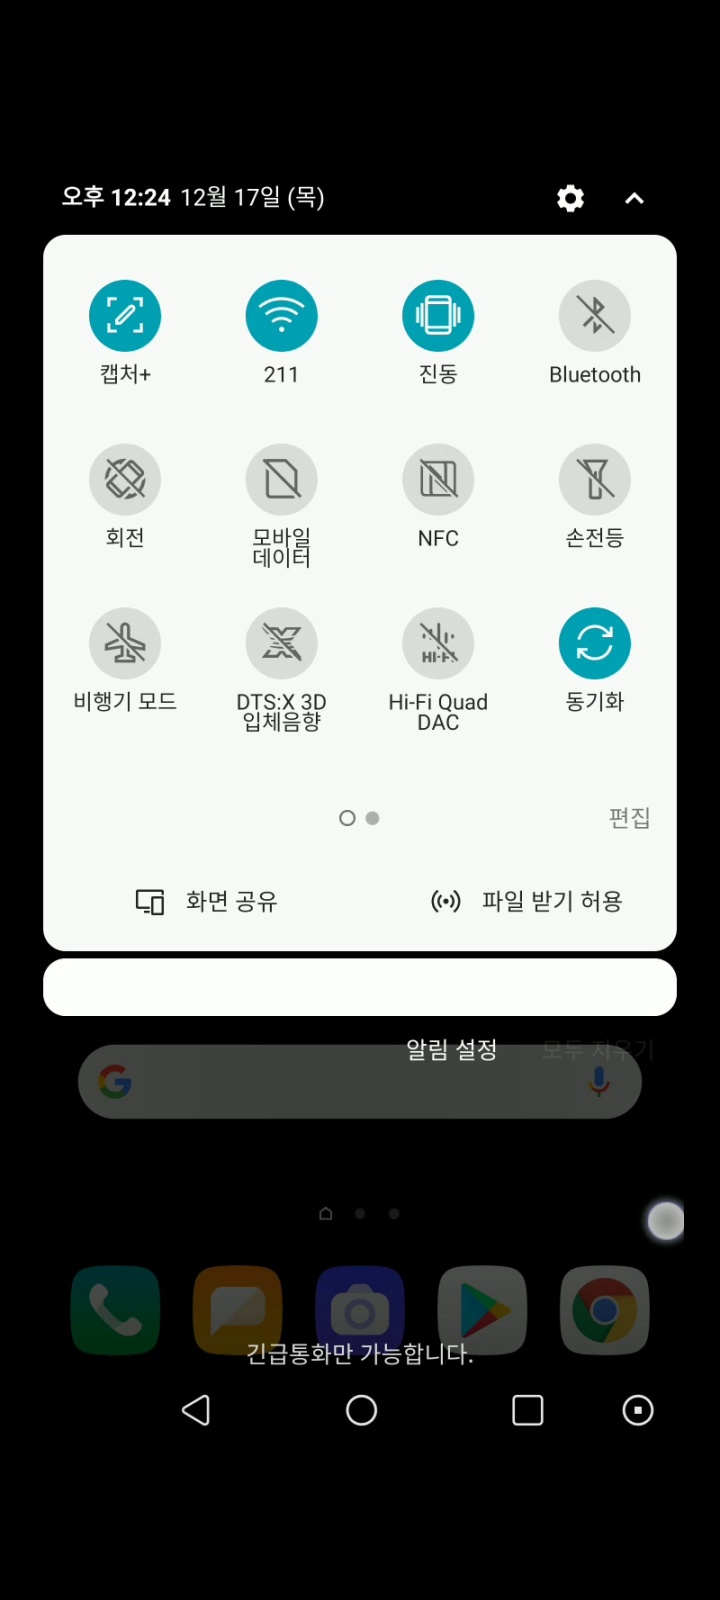 오후 12:24 12월 17일 (목)
캡처+ 211 진동 Bluetooth
회전 모바일 데이터 NFC 손전등
비행기 모드 DTS:X 3D 입체음향 Hi-Fi Quad DAC 동기화
HI-FI
편집
화면 공유 파일 받기 허용
알림 설정 모두 지우기
긴급통화만 가능합니다.